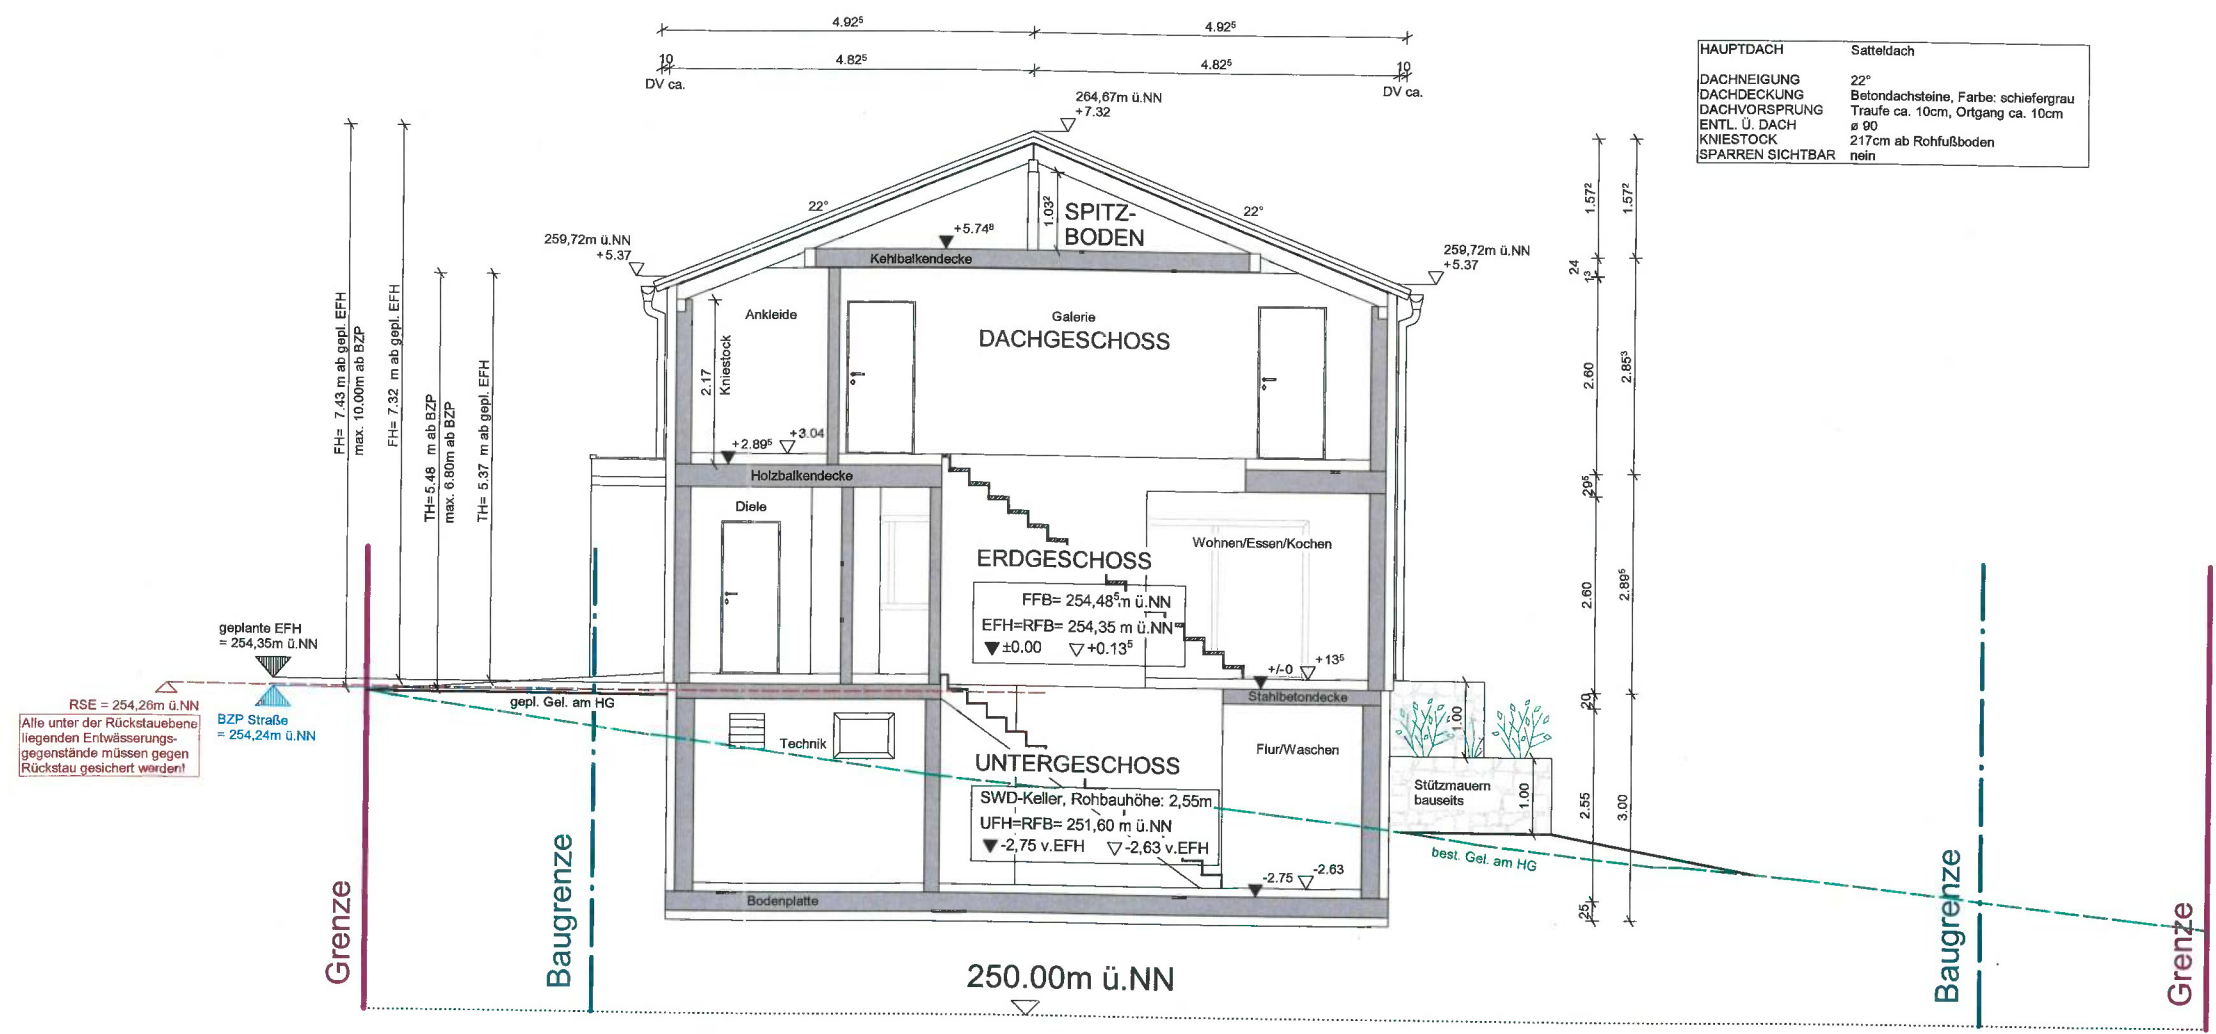 4.92⁵
4.92⁵
10
4.82⁵
4.82⁵
10
DV ca.
DV ca.
HAUPTDACH Satteldach
DACHNEIGUNG 22°
DACHDECKUNG Betondachsteine, Farbe: schiefergrau
DACHVORSPRUNG Traufe ca. 10cm, Ortgang ca. 10cm
ENTL. Ü. DACH ø 90
KNIESTOCK 217cm ab Rohfußboden
SPARREN SICHTBAR nein
264,67m ü.NN
+7.32
22°
22°
1.03²
SPITZ-
BODEN
+5.74⁸
Kehlbalkendecke
259,72m ü.NN
+5.37
259,72m ü.NN
+5.37
1.57²
1.57²
24
13
FH= 7.43 m ab gepl. EFH
max. 10.00m ab BZP
FH= 7.32 m ab gepl. EFH
TH=5.48 m ab BZP
max. 6.80m ab BZP
TH= 5.37 m ab gepl. EFH
Ankleide
Galerie
DACHGESCHOSS
2.17
Kniestock
2.60
2.85³
+2.89⁵
+3.04
Holzbalkendecke
29⁵
Diele
Wohnen/Essen/Kochen
ERDGESCHOSS
FFB= 254,48⁵m ü.NN
EFH=RFB= 254,35 m ü.NN
±0.00 +0.13⁵
2.60
2.89⁵
+/-0
+13⁵
Stahlbetondecke
20
geplante EFH
= 254,35m ü.NN
RSE = 254,26m ü.NN
Alle unter der Rückstauebene
liegenden Entwässerungs-
gegenstände müssen gegen
Rückstau gesichert werden!
BZP Straße
= 254,24m ü.NN
gepl. Gel. am HG
Technik
Flur/Waschen
UNTERGESCHOSS
SWD-Keller, Rohbauhöhe: 2,55m
UFH=RFB= 251,60 m ü.NN
-2,75 v.EFH -2,63 v.EFH
1.00
Stützmauern
bauseits
1.00
2.55
3.00
best. Gel. am HG
-2.75
-2.63
Bodenplatte
25
Grenze
Baugrenze
Baugrenze
Grenze
250.00m ü.NN